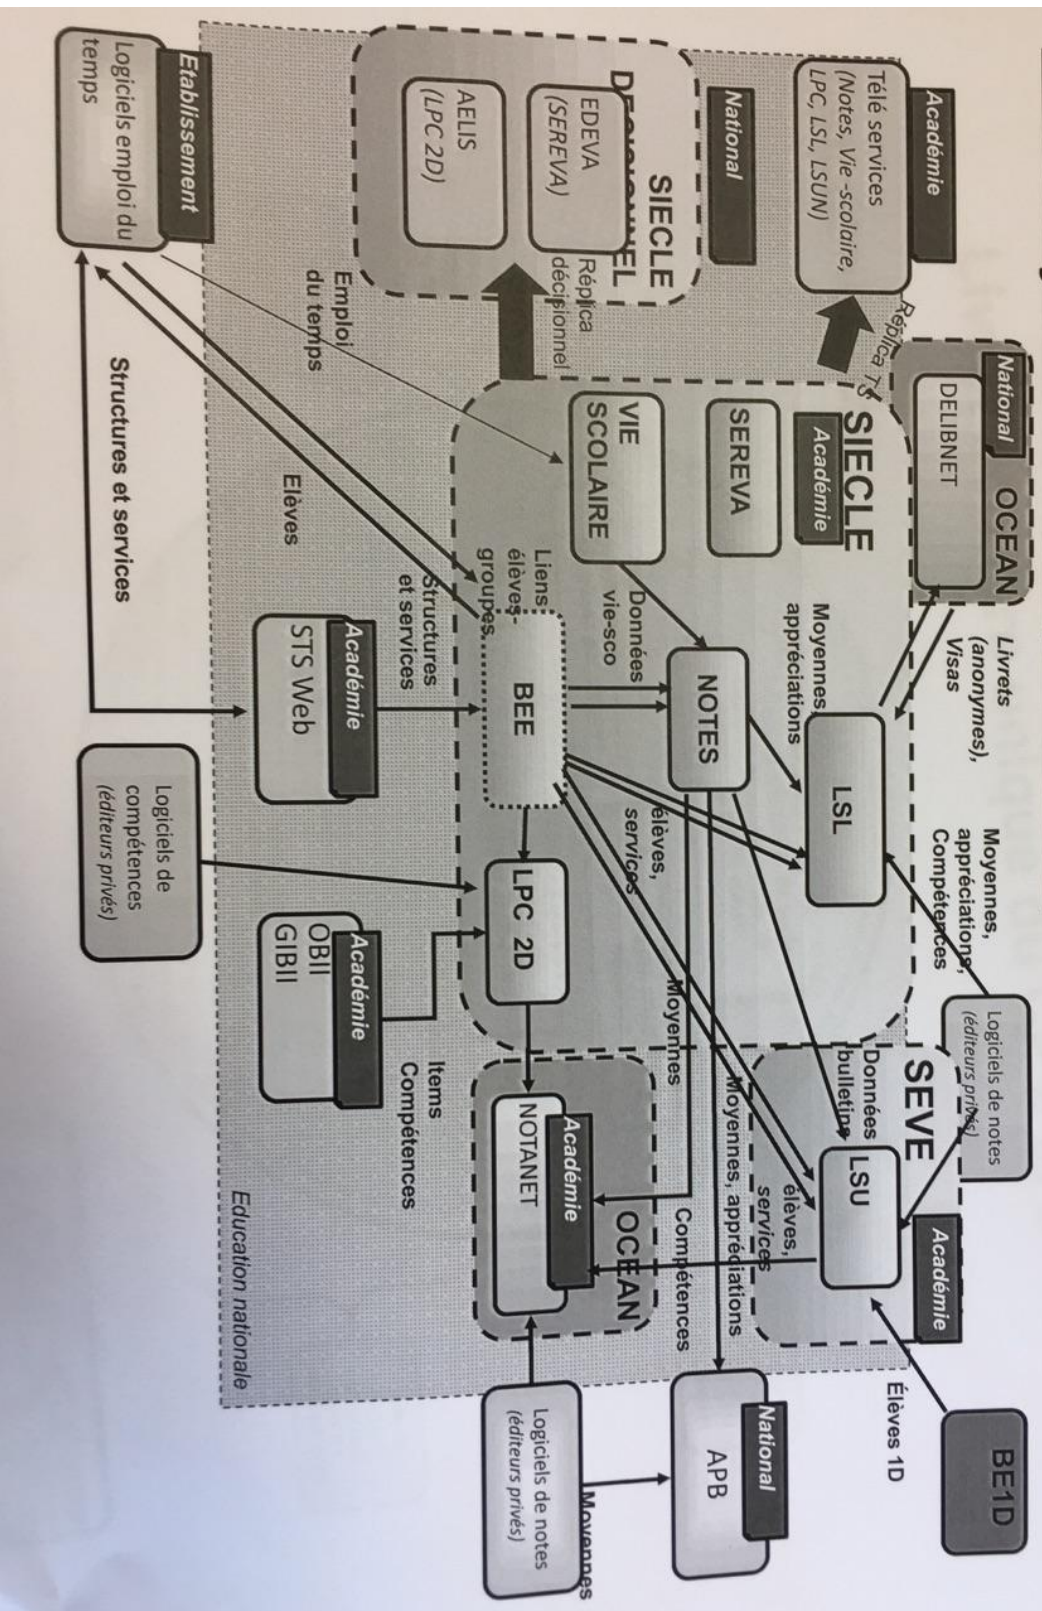 Académie
Télé services
(Notes, Vie -scolaire,
LPC, LSL, LSUN)
Réplica TS
National
OCEAN
DELIBNET
Livrets
(anonymes),
Visas
Moyennes,
appréciations,
Compétences
Logiciels de notes
(éditeurs privés)
SEVE
Académie
Données
bulletins
LSU
élèves,
services
Élèves 1D
BE1D
National
SIECLE
DECISIONNEL
EDEVA
(SEREVA)
AELIS
(LPC 2D)
Réplica
décisionnel
SIECLE
Académie
SEREVA
VIE
SCOLAIRE
Moyennes,
appréciations
LSL
Données
vie-sco
NOTES
élèves,
services
Moyennes
Moyennes, appréciations
Compétences
National
APB
Liens
élèves-
groupes
BEE
LPC 2D
OCEAN
Académie
NOTANET
Logiciels de notes
(éditeurs privés)
Moyennes
Etablissement
Logiciels emploi du
temps
Emploi
du temps
Elèves
Structures et services
Structures
et services
Académie
STS Web
Logiciels de
compétences
(éditeurs privés)
Académie
OBII
GIBII
Items
Compétences
Education nationale